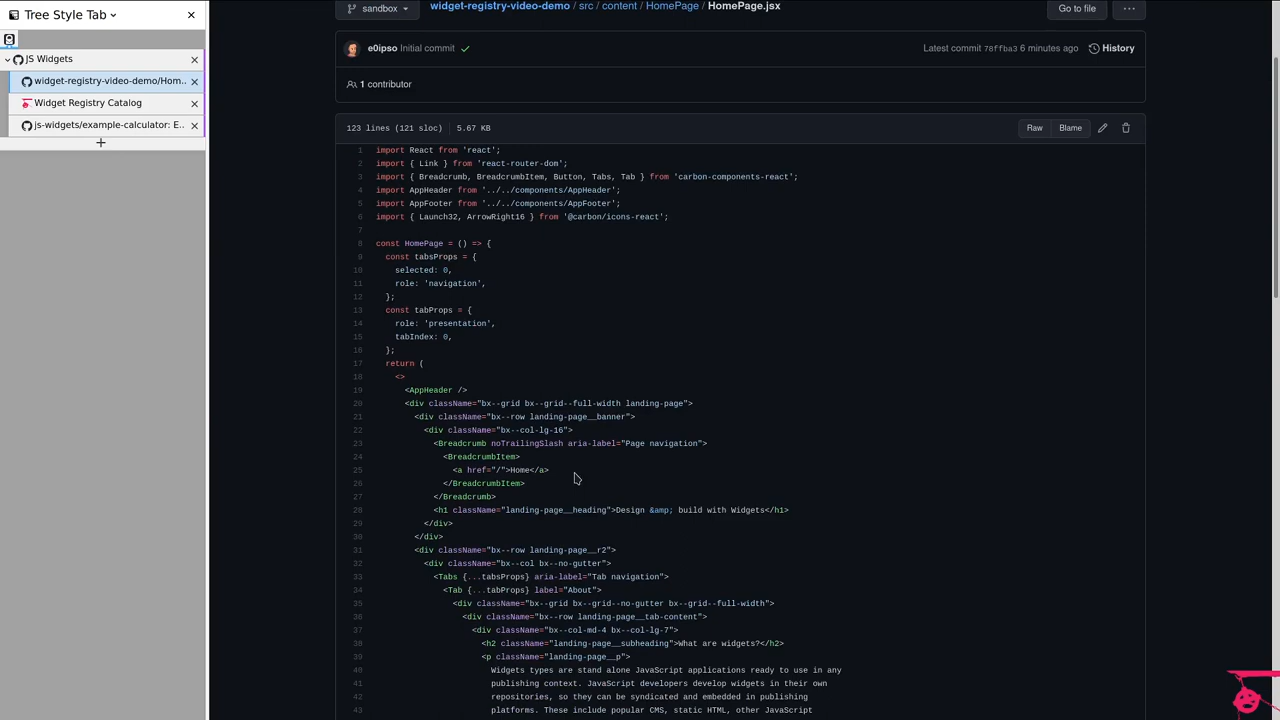 Tree Style Tab
JS Widgets
widget-registry-video-demo/Hom..
Widget Registry Catalog
js-widgets/example-calculator: E..
sandbox
widget-registry-video-demo / src / content / HomePage / HomePage.jsx
Go to file
e0ipso Initial commit
Latest commit 78ffba3 6 minutes ago
History
1 contributor
123 lines (121 sloc) 5.67 KB
Raw
Blame
1 import React from 'react';
2 import { Link } from 'react-router-dom';
3 import { Breadcrumb, BreadcrumbItem, Button, Tabs, Tab } from 'carbon-components-react';
4 import AppHeader from '../../components/AppHeader';
5 import AppFooter from '../../components/AppFooter';
6 import { Launch32, ArrowRight16 } from '@carbon/icons-react';
7
8 const HomePage = () => {
9 const tabsProps = {
10 selected: 0,
11 role: 'navigation',
12 };
13 const tabProps = {
14 role: 'presentation',
15 tabIndex: 0,
16 };
17 return (
18 <>
19 <AppHeader />
20 <div className="bx--grid bx--grid--full-width landing-page">
21 <div className="bx--row landing-page__banner">
22 <div className="bx--col-lg-16">
23 <Breadcrumb noTrailingSlash aria-label="Page navigation">
24 <BreadcrumbItem>
25 <a href="/">Home</a>
26 </BreadcrumbItem>
27 </Breadcrumb>
28 <h1 className="landing-page__heading">Design &amp; build with Widgets</h1>
29 </div>
30 </div>
31 <div className="bx--row landing-page__r2">
32 <div className="bx--col bx--no-gutter">
33 <Tabs {...tabsProps} aria-label="Tab navigation">
34 <Tab {...tabProps} label="About">
35 <div className="bx--grid bx--grid--no-gutter bx--grid--full-width">
36 <div className="bx--row landing-page__tab-content">
37 <div className="bx--col-md-4 bx--col-lg-7">
38 <h2 className="landing-page__subheading">What are widgets?</h2>
39 <p className="landing-page__p">
40 Widgets types are stand alone JavaScript applications ready to use in any
41 publishing context. JavaScript developers develop widgets in their own
42 repositories, so they can be syndicated and embedded in publishing
43 platforms. These include popular CMS, static HTML, other JavaScript